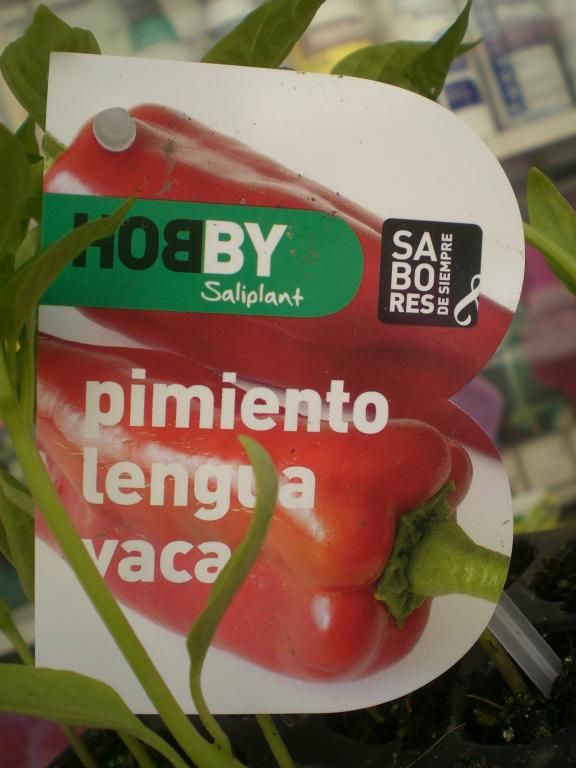 HOBBY
Saliplant
SA
BO
RES
DE SIEMPRE
pimiento
lengua
vaca